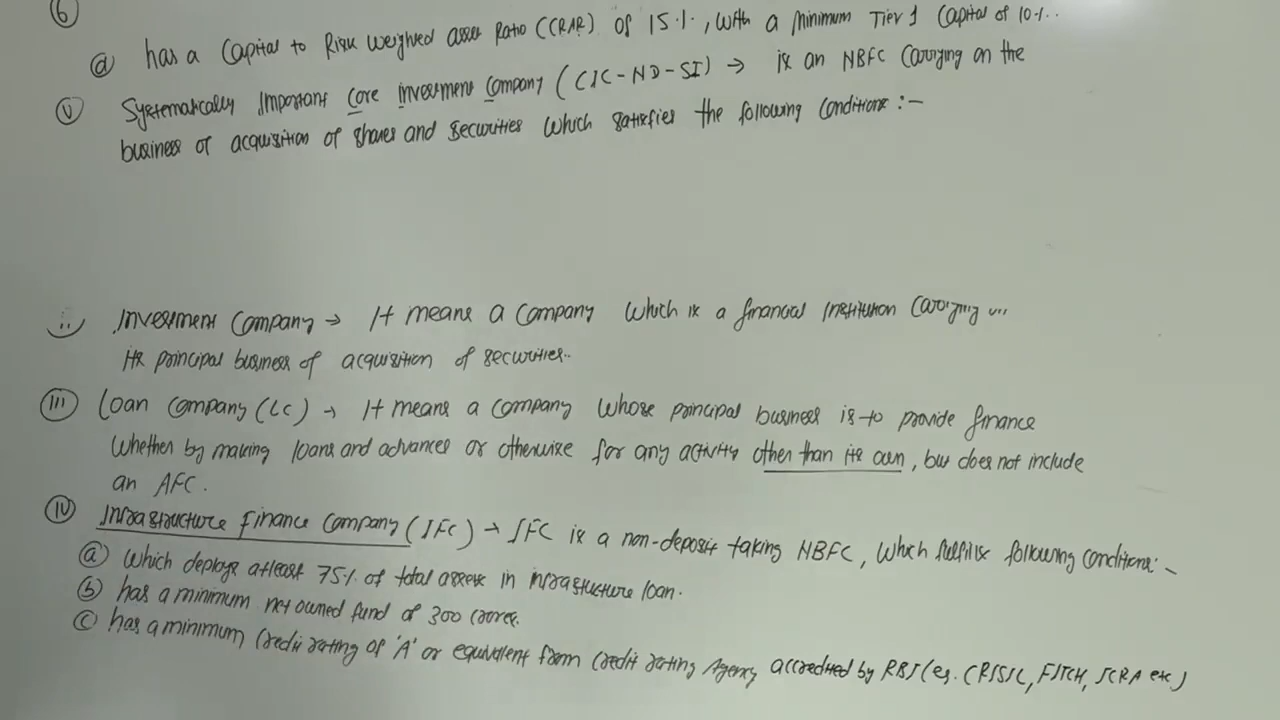 6
(d) has a Capital to Risk Weighted asset Ratio (CRAR) of 15%, with a minimum Tier 1 Capital of 10%..
(v) Systematically Important Core investment Company (CIC-ND-SI) → is an NBFC Carrying on the
business of acquisition of shares and securities which satisfies the following Conditions :-
ii Investment Company → It means a Company which is a financial Institution Carrying ...
its principal business of acquisition of securities..
(iii) Loan Company (LC) → It means a Company whose principal business is to provide finance
whether by making loans and advances or otherwise for any activity other than its own, but does not include
an AFC.
(iv) Infrastructure Finance Company (IFC) → IFC is a non-deposit taking NBFC, which fulfills following conditions:-
(a) which deploys atleast 75% of total assets in infrastructure loan.
(b) has a minimum net owned fund of 300 crores.
(c) has a minimum credit rating of 'A' or equivalent from Credit rating Agency accredited by RBI (eg. CRISIL, FITCH, ICRA etc)